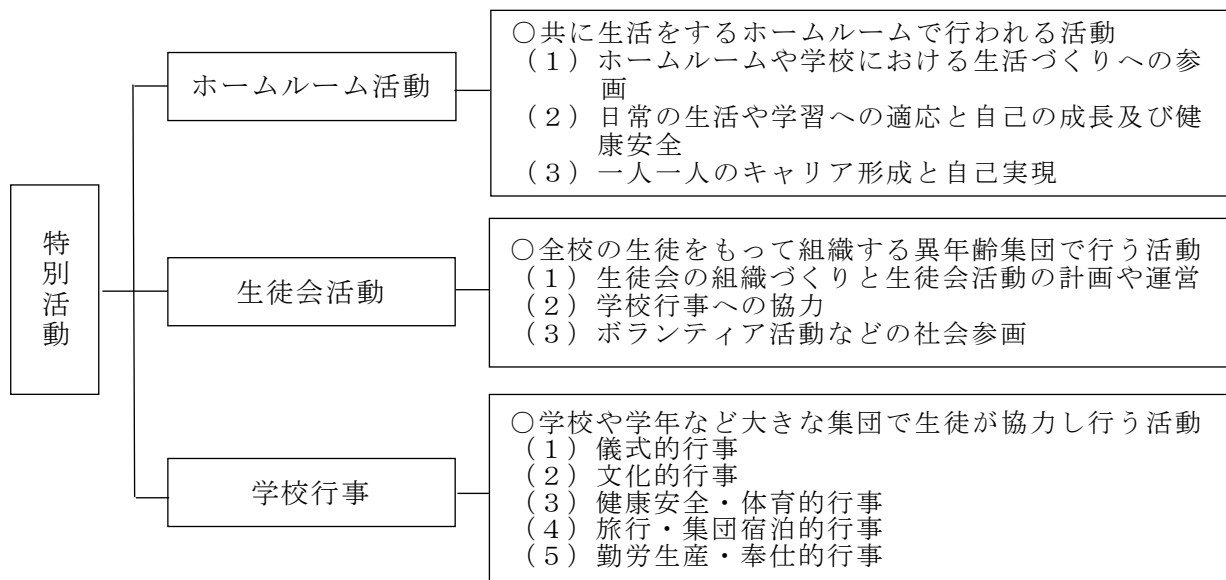 特別活動
ホームルーム活動
○共に生活をするホームルームで行われる活動
（１）ホームルームや学校における生活づくりへの参
画
（２）日常の生活や学習への適応と自己の成長及び健
康安全
（３）一人一人のキャリア形成と自己実現
生徒会活動
○全校の生徒をもって組織する異年齢集団で行う活動
（１）生徒会の組織づくりと生徒会活動の計画や運営
（２）学校行事への協力
（３）ボランティア活動などの社会参画
学校行事
○学校や学年など大きな集団で生徒が協力し行う活動
（１）儀式的行事
（２）文化的行事
（３）健康安全・体育的行事
（４）旅行・集団宿泊的行事
（５）勤労生産・奉仕的行事